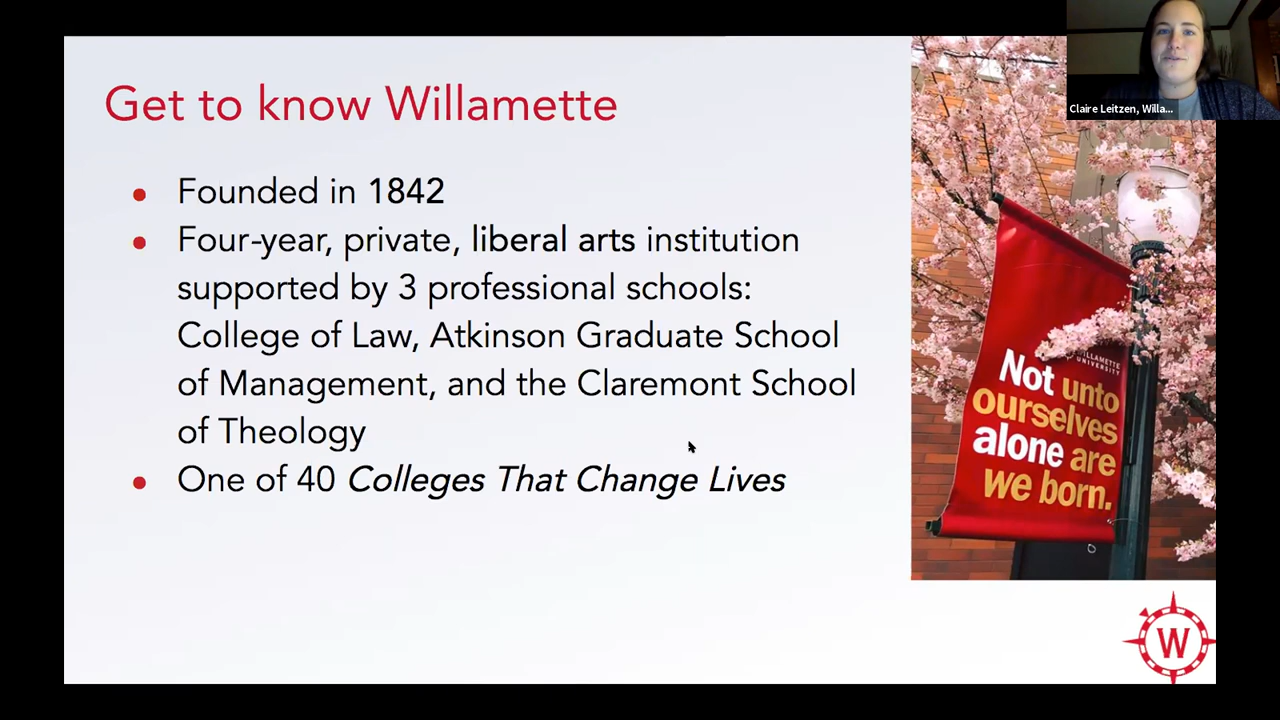 Get to know Willamette
Founded in 1842
Four-year, private, liberal arts institution
supported by 3 professional schools:
College of Law, Atkinson Graduate School
of Management, and the Claremont School
of Theology
One of 40 Colleges That Change Lives
Claire Leitzen, Willa...
WILLAMETTE
UNIVERSITY
Not unto
ourselves
alone are
we born.
W